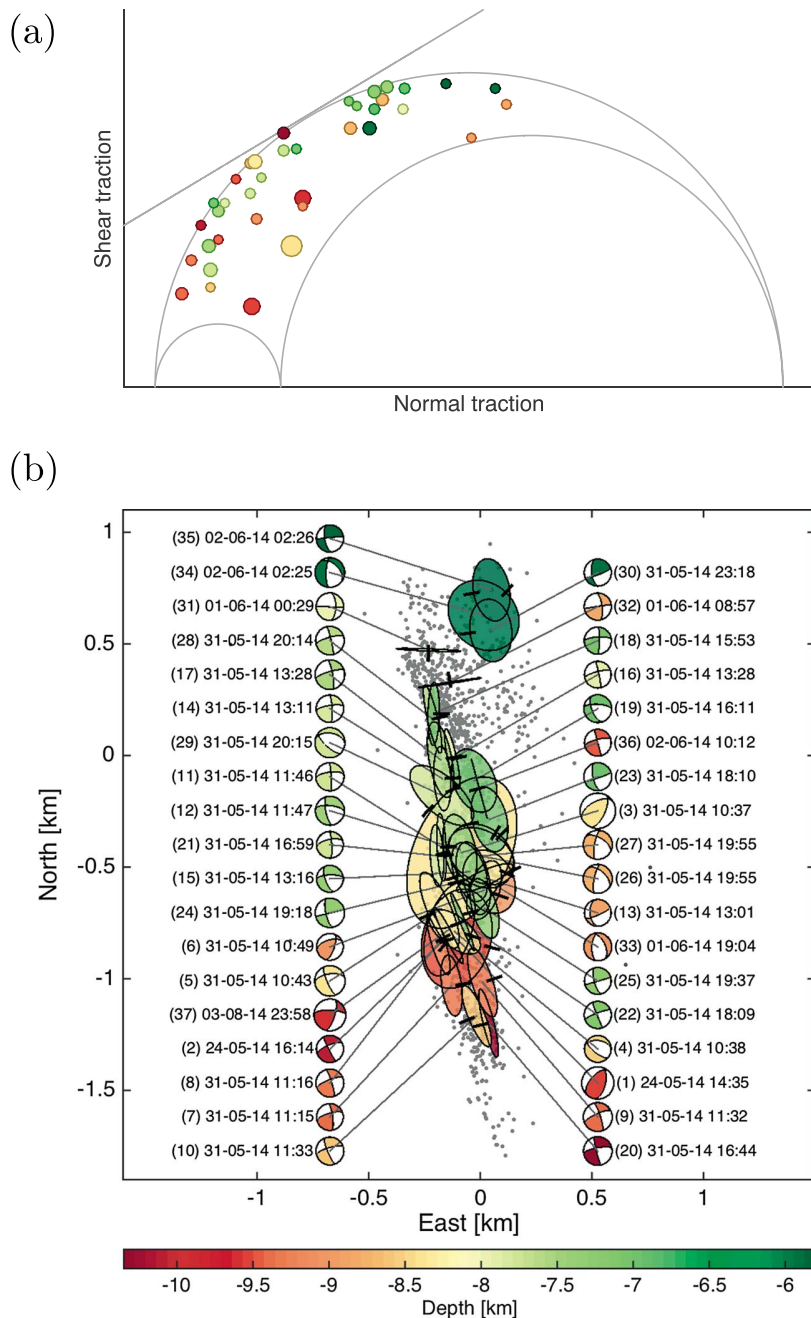 (a)
Shear traction
Normal traction
(b)
North [km]
1
0.5
0
-0.5
-1
-1.5
(35) 02-06-14 02:26
(34) 02-06-14 02:25
(31) 01-06-14 00:29
(28) 31-05-14 20:14
(17) 31-05-14 13:28
(14) 31-05-14 13:11
(29) 31-05-14 20:15
(11) 31-05-14 11:46
(12) 31-05-14 11:47
(21) 31-05-14 16:59
(15) 31-05-14 13:16
(24) 31-05-14 19:18
(6) 31-05-14 10:49
(5) 31-05-14 10:43
(37) 03-08-14 23:58
(2) 24-05-14 16:14
(8) 31-05-14 11:16
(7) 31-05-14 11:15
(10) 31-05-14 11:33
(30) 31-05-14 23:18
(32) 01-06-14 08:57
(18) 31-05-14 15:53
(16) 31-05-14 13:28
(19) 31-05-14 16:11
(36) 02-06-14 10:12
(23) 31-05-14 18:10
(3) 31-05-14 10:37
(27) 31-05-14 19:55
(26) 31-05-14 19:55
(13) 31-05-14 13:01
(33) 01-06-14 19:04
(25) 31-05-14 19:37
(22) 31-05-14 18:09
(4) 31-05-14 10:38
(1) 24-05-14 14:35
(9) 31-05-14 11:32
(20) 31-05-14 16:44
-1 -0.5 0 0.5 1
East [km]
-10 -9.5 -9 -8.5 -8 -7.5 -7 -6.5 -6
Depth [km]